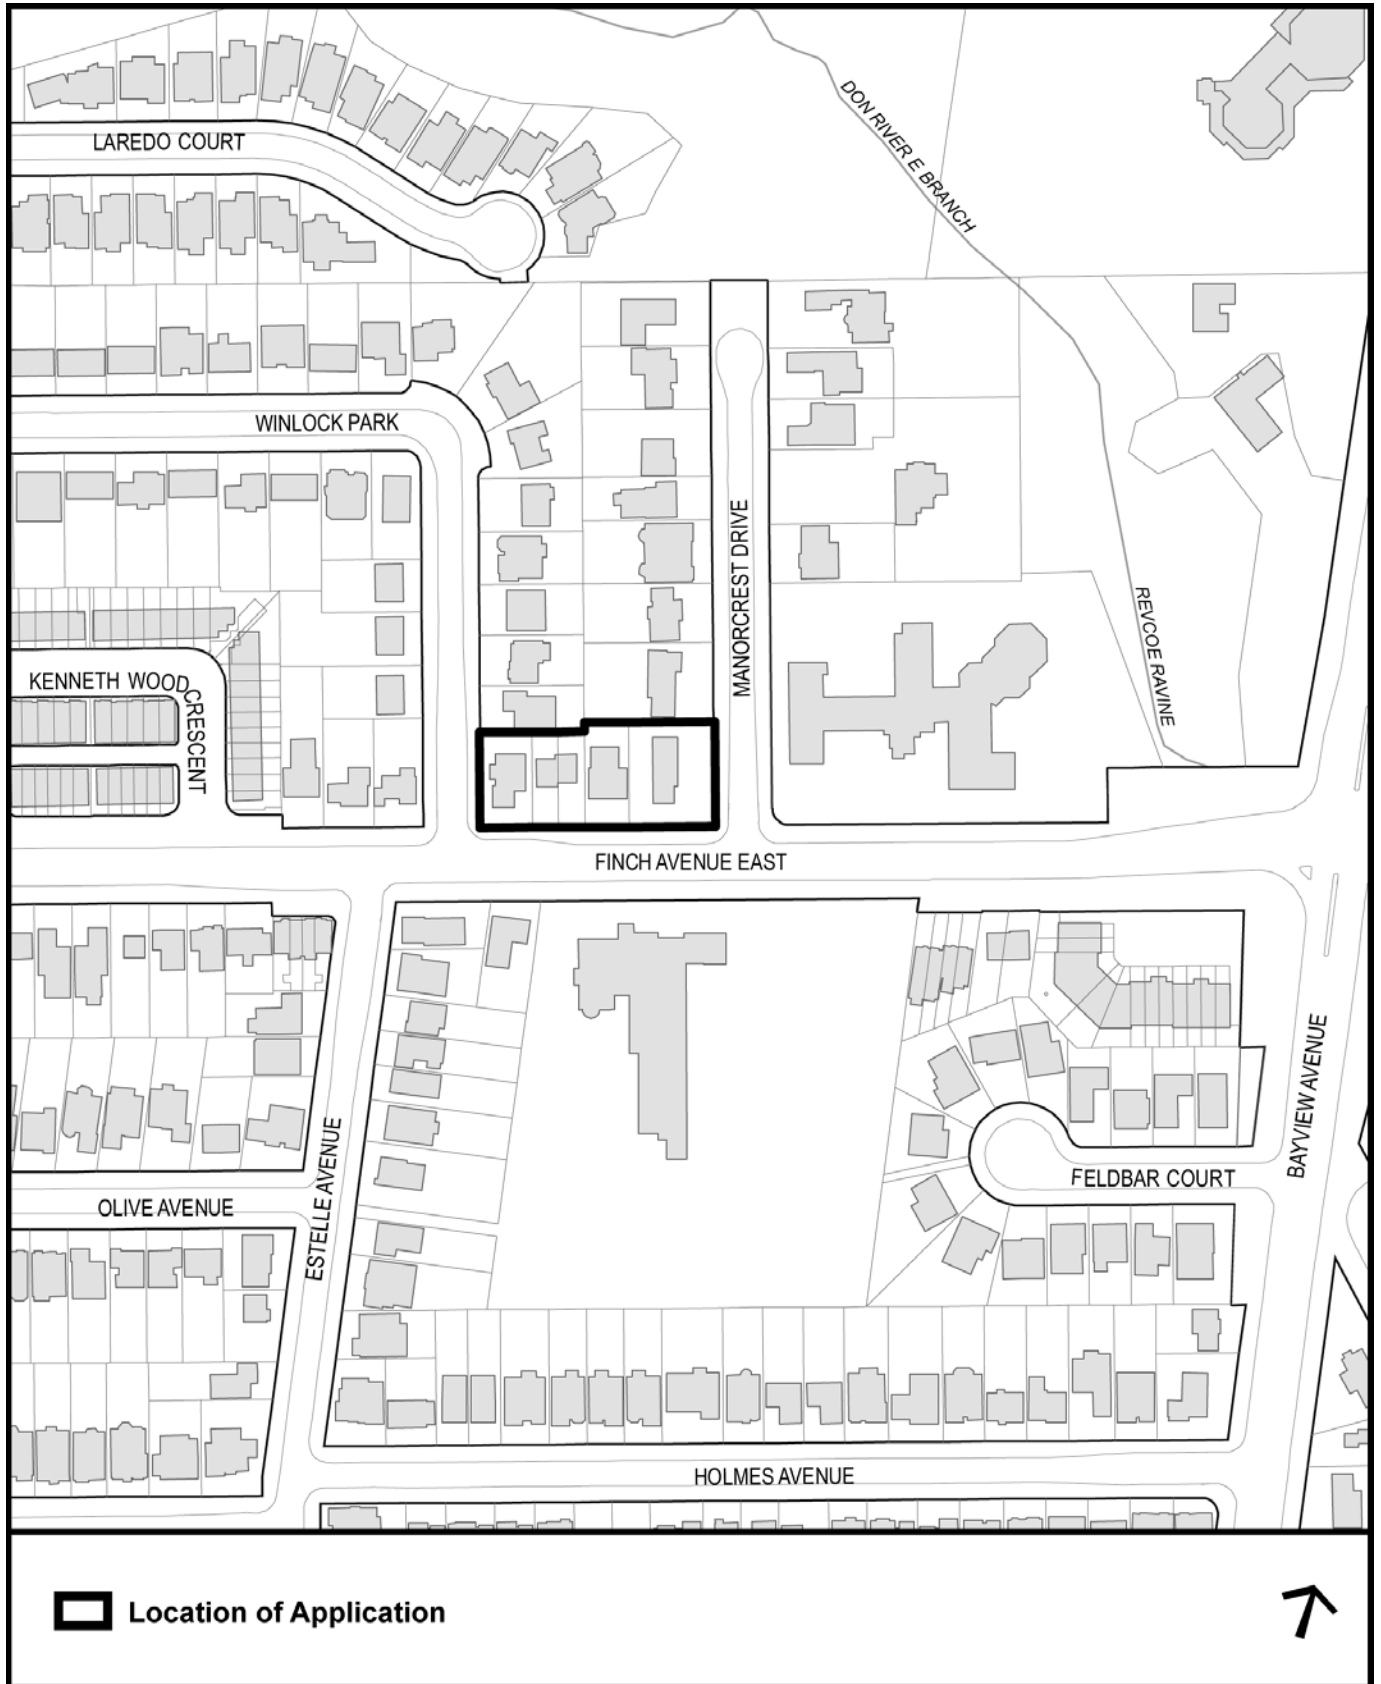 DON RIVER E BRANCH
LAREDO COURT
WINLOCK PARK
MANORCREST DRIVE
REVCOE RAVINE
KENNETH WOOD
CRESCENT
FINCH AVENUE EAST
BAYVIEW AVENUE
ESTELLE AVENUE
FELDBAR COURT
OLIVE AVENUE
HOLMES AVENUE
Location of Application